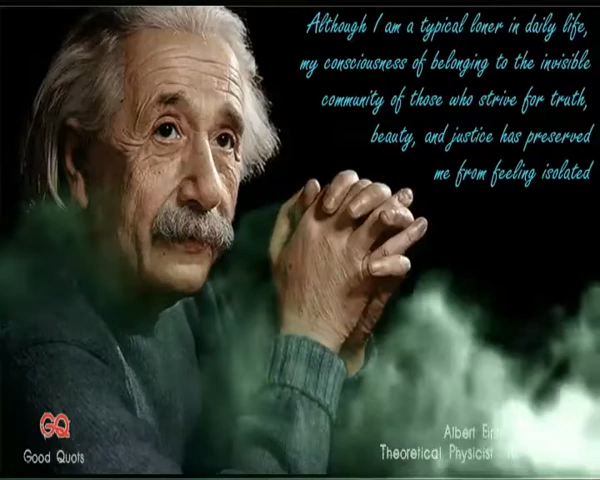 Although I am a typical loner in daily life,
my consciousness of belonging to the invisible
community of those who strive for truth,
beauty, and justice has preserved
me from feeling isolated
GQ
Good Quots
Albert
Theoretical Physicist